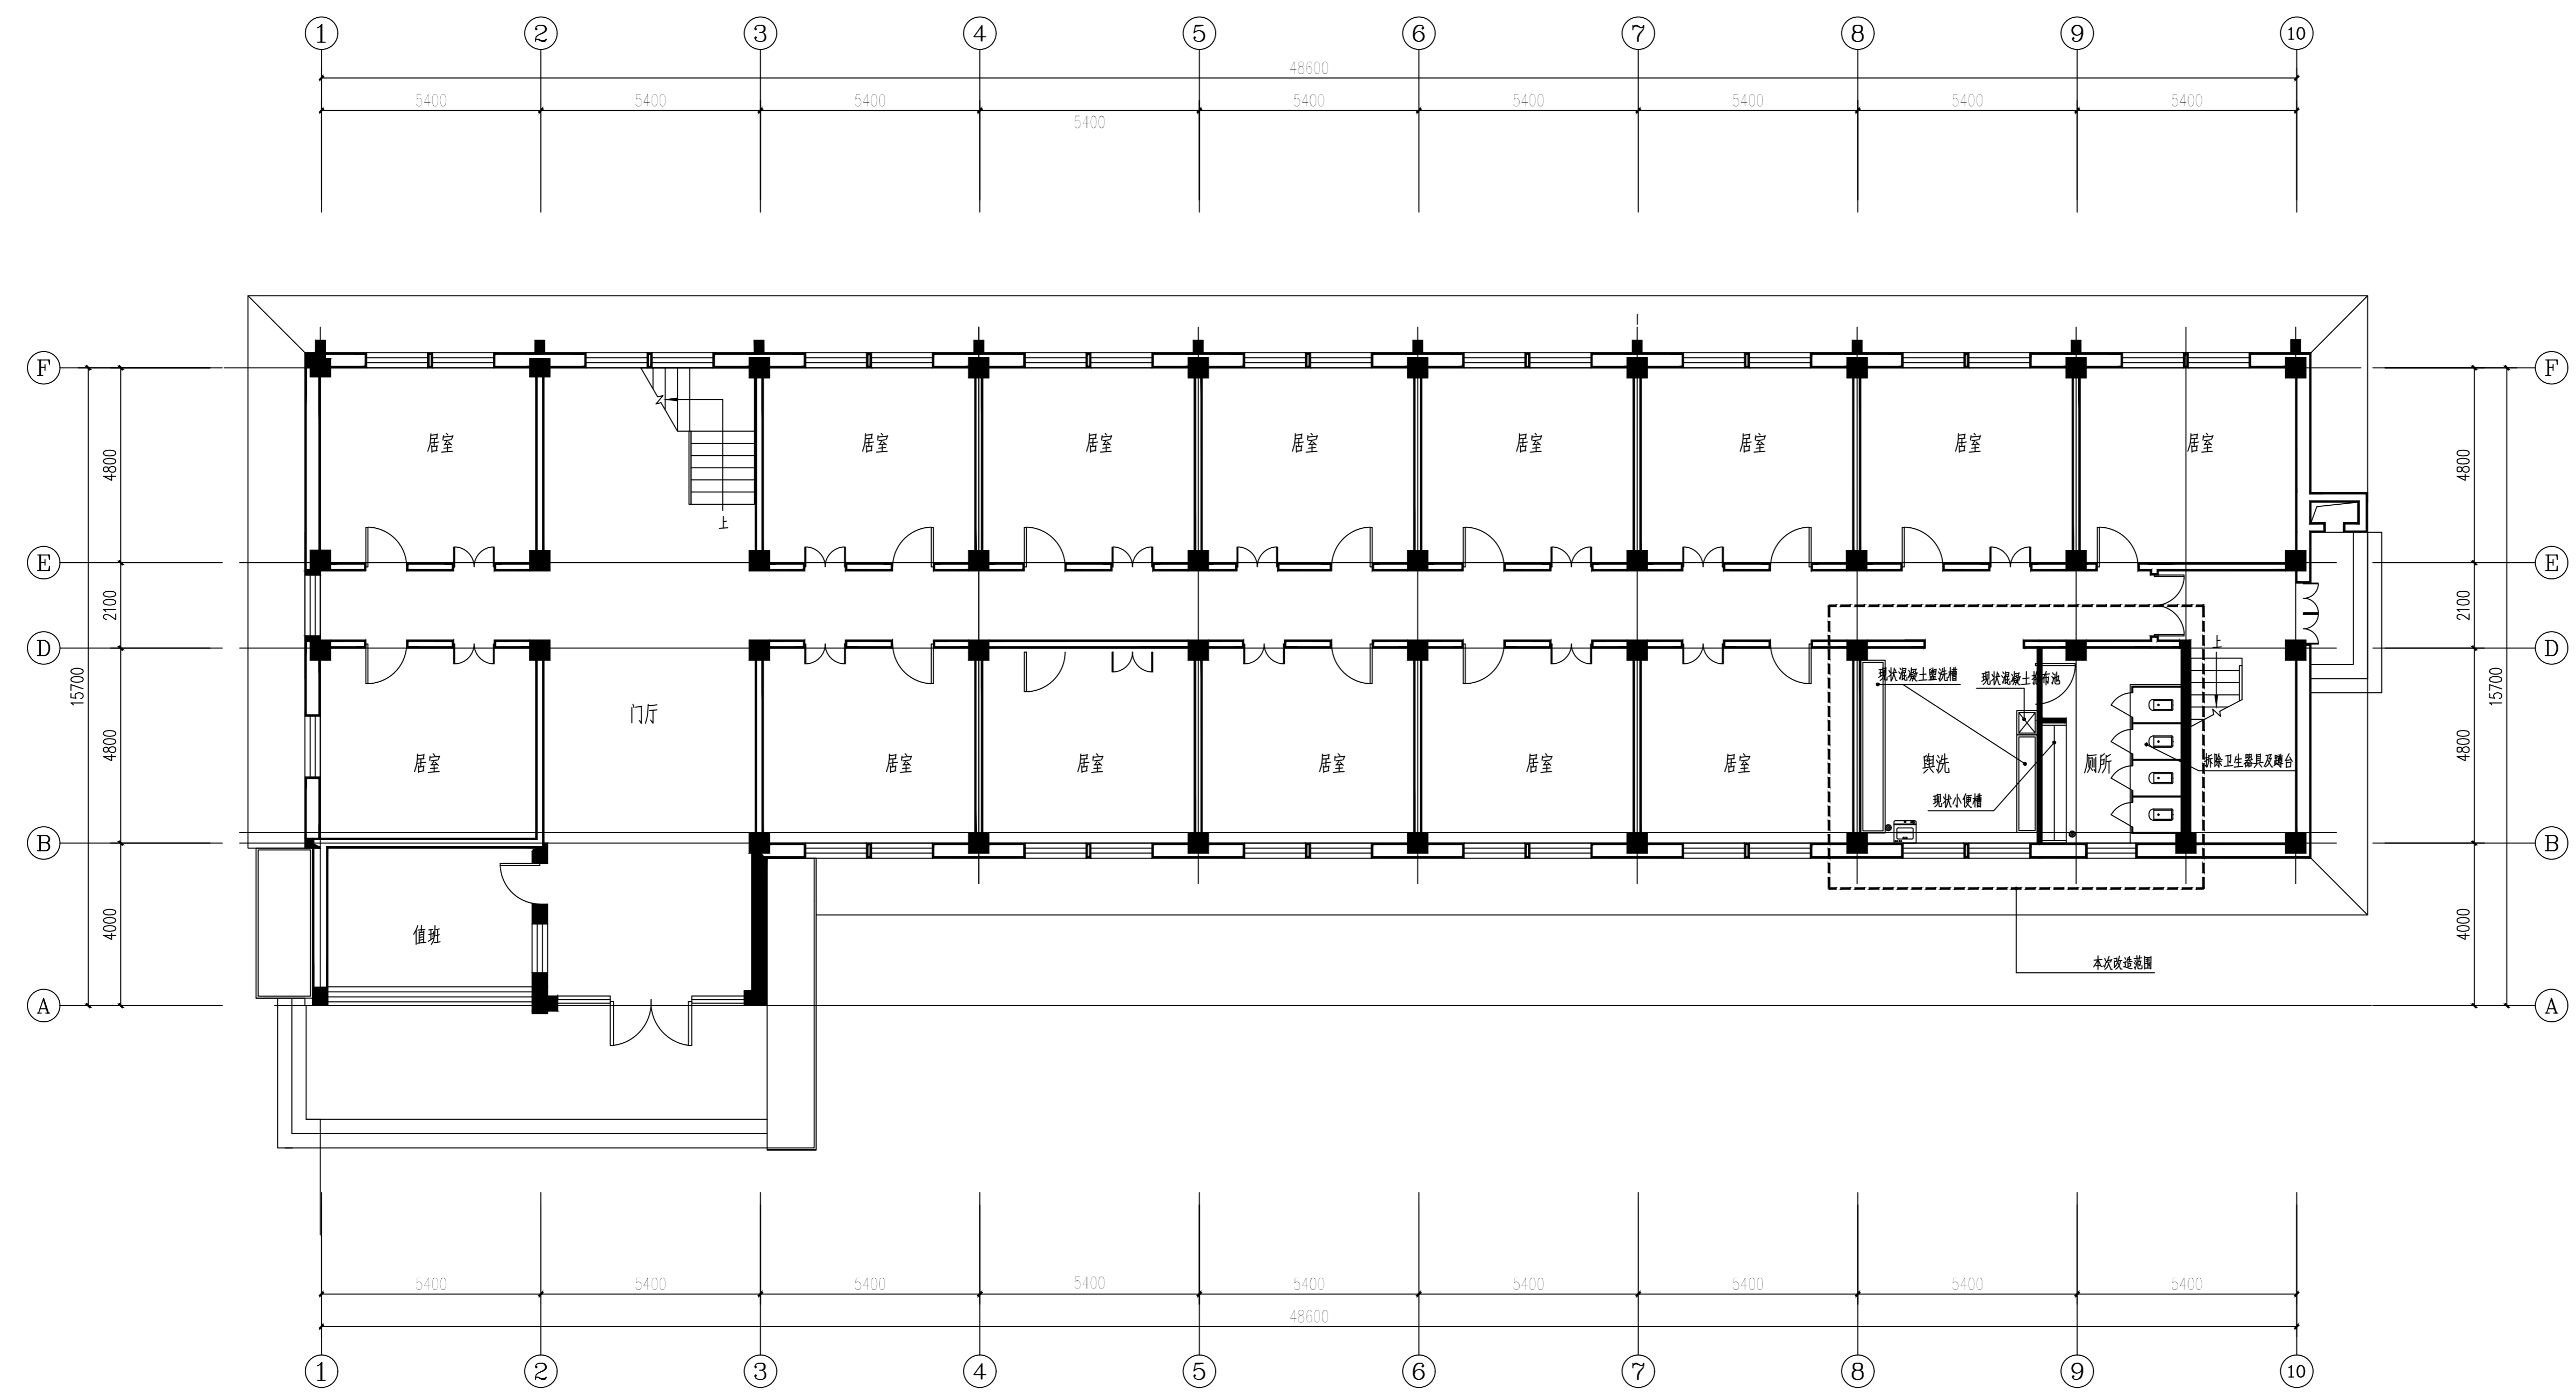 1 2 3 4 5 6 7 8 9 10
48600
5400 5400 5400 5400 5400 5400 5400 5400
5400
F F
居室 居室 居室 居室 居室 居室 居室 居室
4800 4800
上
E E
2100 2100
D D
上
15700 15700
现状混凝土盥洗槽 现状混凝土拖布池
门厅
4800 4800
居室 居室 居室 居室 居室 居室 舆洗 厕所 拆除卫生器具及蹲台
现状小便槽
B B
4000 4000
值班
本次改造范围
A A
5400 5400 5400 5400 5400 5400 5400 5400 5400
48600
1 2 3 4 5 6 7 8 9 10